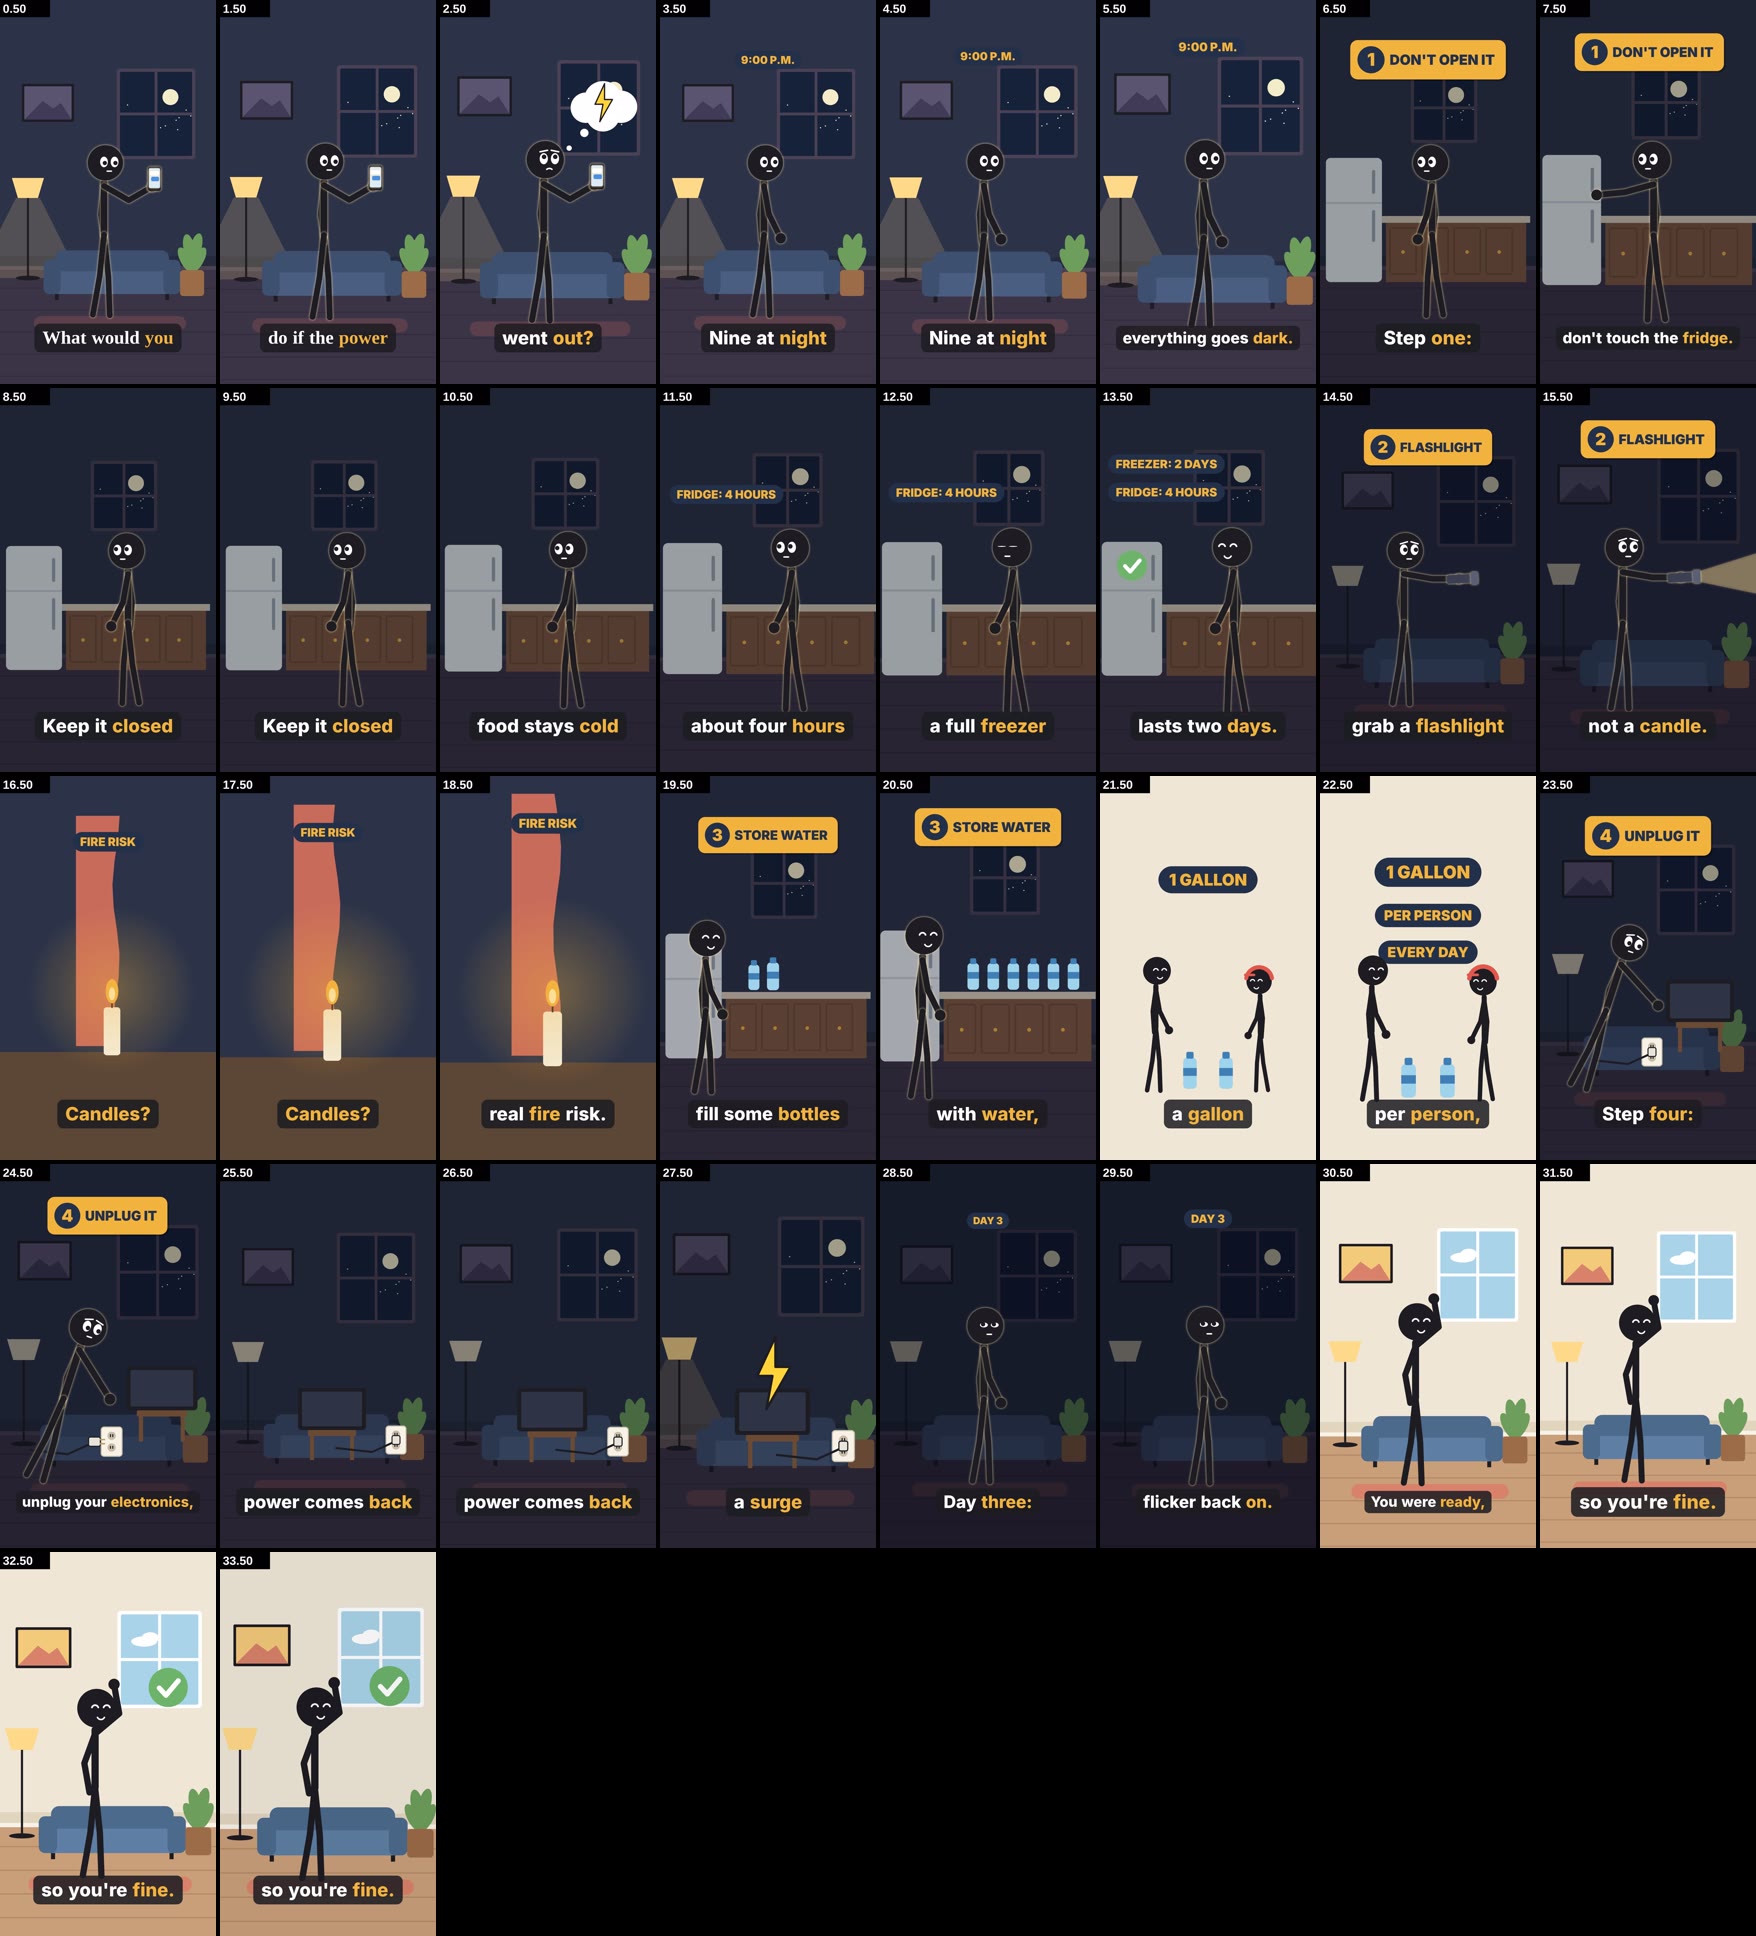 0.50
What would you
1.50
do if the power
2.50
went out?
3.50
9:00 P.M.
Nine at night
4.50
9:00 P.M.
Nine at night
5.50
9:00 P.M.
everything goes dark.
6.50
1 DON'T OPEN IT
Step one:
7.50
1 DON'T OPEN IT
don't touch the fridge.
8.50
Keep it closed
9.50
Keep it closed
10.50
food stays cold
11.50
FRIDGE: 4 HOURS
about four hours
12.50
FRIDGE: 4 HOURS
a full freezer
13.50
FREEZER: 2 DAYS
FRIDGE: 4 HOURS
lasts two days.
14.50
2 FLASHLIGHT
grab a flashlight
15.50
2 FLASHLIGHT
not a candle.
16.50
FIRE RISK
Candles?
17.50
FIRE RISK
Candles?
18.50
FIRE RISK
real fire risk.
19.50
3 STORE WATER
fill some bottles
20.50
3 STORE WATER
with water,
21.50
1 GALLON
a gallon
22.50
1 GALLON
PER PERSON
EVERY DAY
per person,
23.50
4 UNPLUG IT
Step four:
24.50
4 UNPLUG IT
unplug your electronics,
25.50
power comes back
26.50
power comes back
27.50
a surge
28.50
DAY 3
Day three:
29.50
DAY 3
flicker back on.
30.50
You were ready,
31.50
so you're fine.
32.50
so you're fine.
33.50
so you're fine.